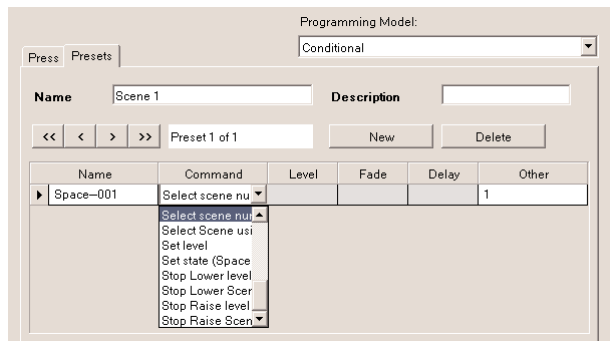 Programming Model:
Conditional
Press Presets
Name Scene 1 Description
<< < > >> Preset 1 of 1 New Delete
Name Command Level Fade Delay Other
Space-001 Select scene nu 1
Select scene nur
Select Scene usi
Set level
Set state (Space
Stop Lower level
Stop Lower Scer
Stop Raise level
Stop Raise Scen